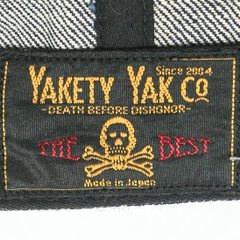 Since 2004
YAKETY YAK CO
-DEATH BEFORE DISHONOR-
THE BEST
Made in Japan